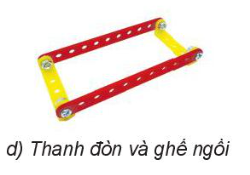 d) Thanh đòn và ghế ngồi